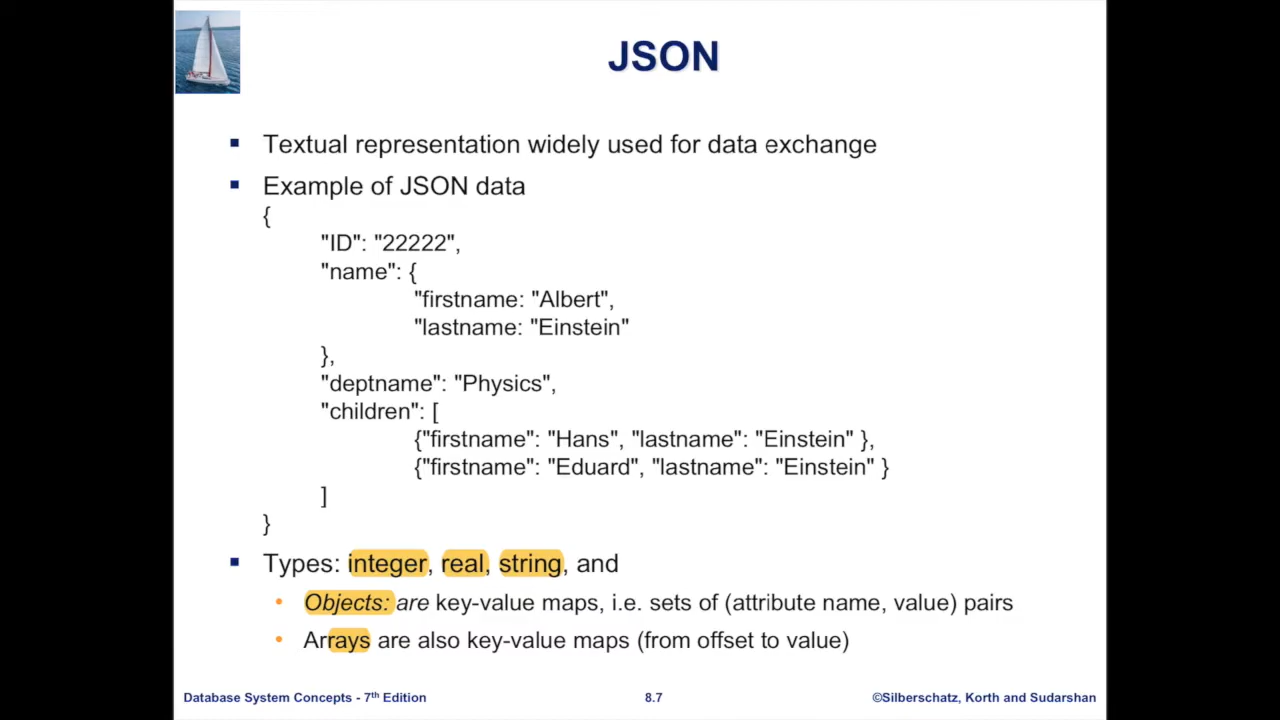 JSON
▪ Textual representation widely used for data exchange
▪ Example of JSON data
{
"ID": "22222",
"name": {
"firstname: "Albert",
"lastname: "Einstein"
},
"deptname": "Physics",
"children": [
{"firstname": "Hans", "lastname": "Einstein" },
{"firstname": "Eduard", "lastname": "Einstein" }
]
}
▪ Types: integer, real, string, and
• Objects: are key-value maps, i.e. sets of (attribute name, value) pairs
• Arrays are also key-value maps (from offset to value)
Database System Concepts - 7th Edition
8.7
©Silberschatz, Korth and Sudarshan